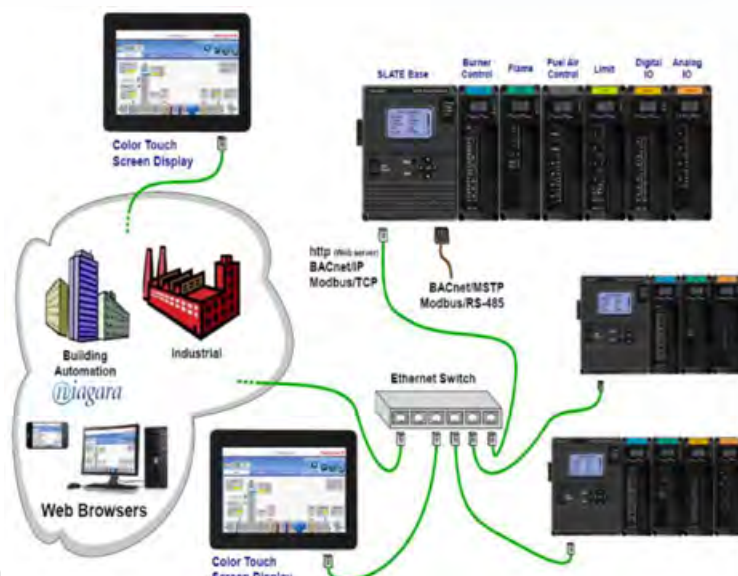 SLATE Base
Burner
Control
Flame
Fuel Air
Control
Limit
Digital
IO
Analog
IO
Color Touch
Screen Display
http (Web server)
BACnet/IP
Modbus/TCP
BACnet/MSTP
Modbus/RS-485
Building
Automation
niagara
Industrial
Ethernet Switch
Web Browsers
Color Touch
Screen Display